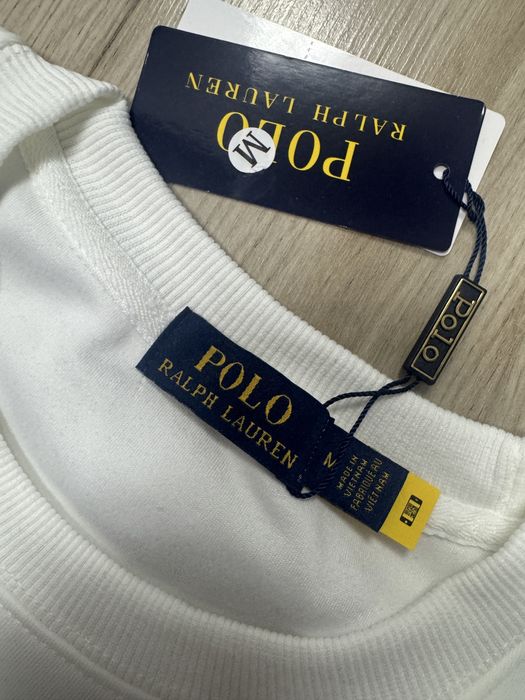 POLO
RALPH LAUREN
M
POLO
POLO
RALPH LAUREN
M
MADE IN
VIETNAM
FABRIQUÉ AU
VIETNAM